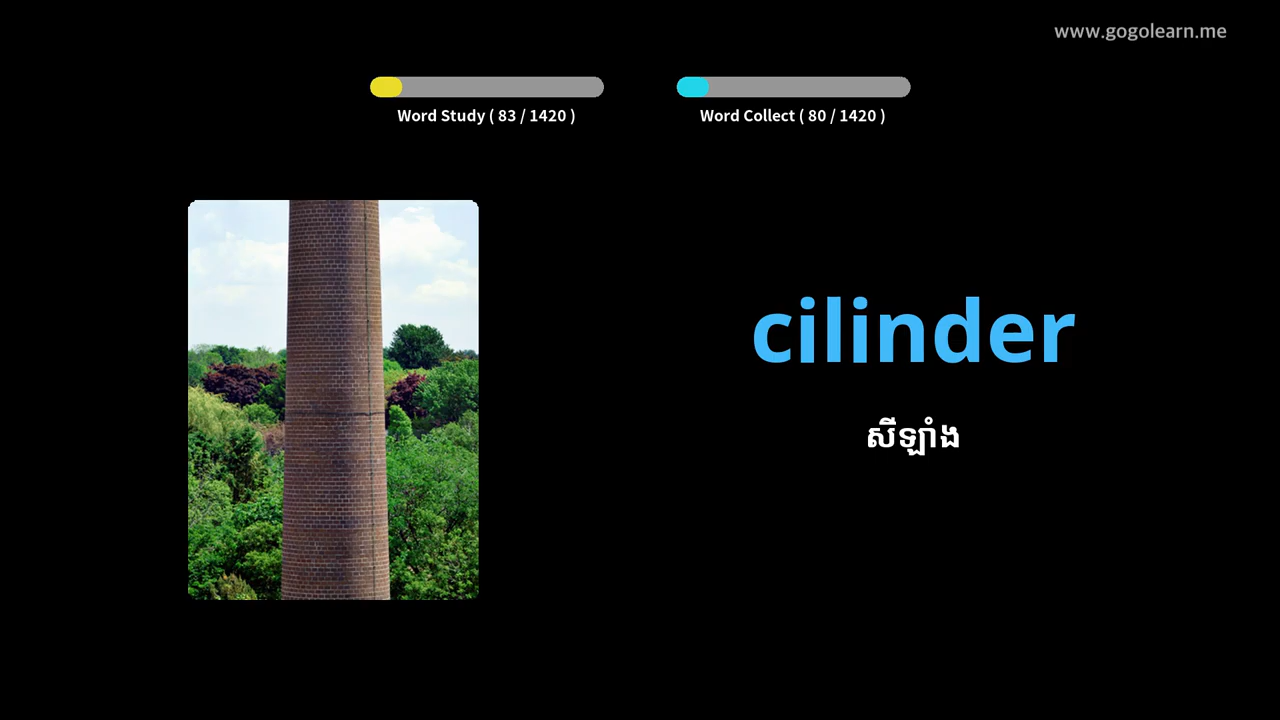 www.gogolearn.me
Word Study ( 83 / 1420 )
Word Collect ( 80 / 1420 )
cilinder
ស៊ីឡាំង